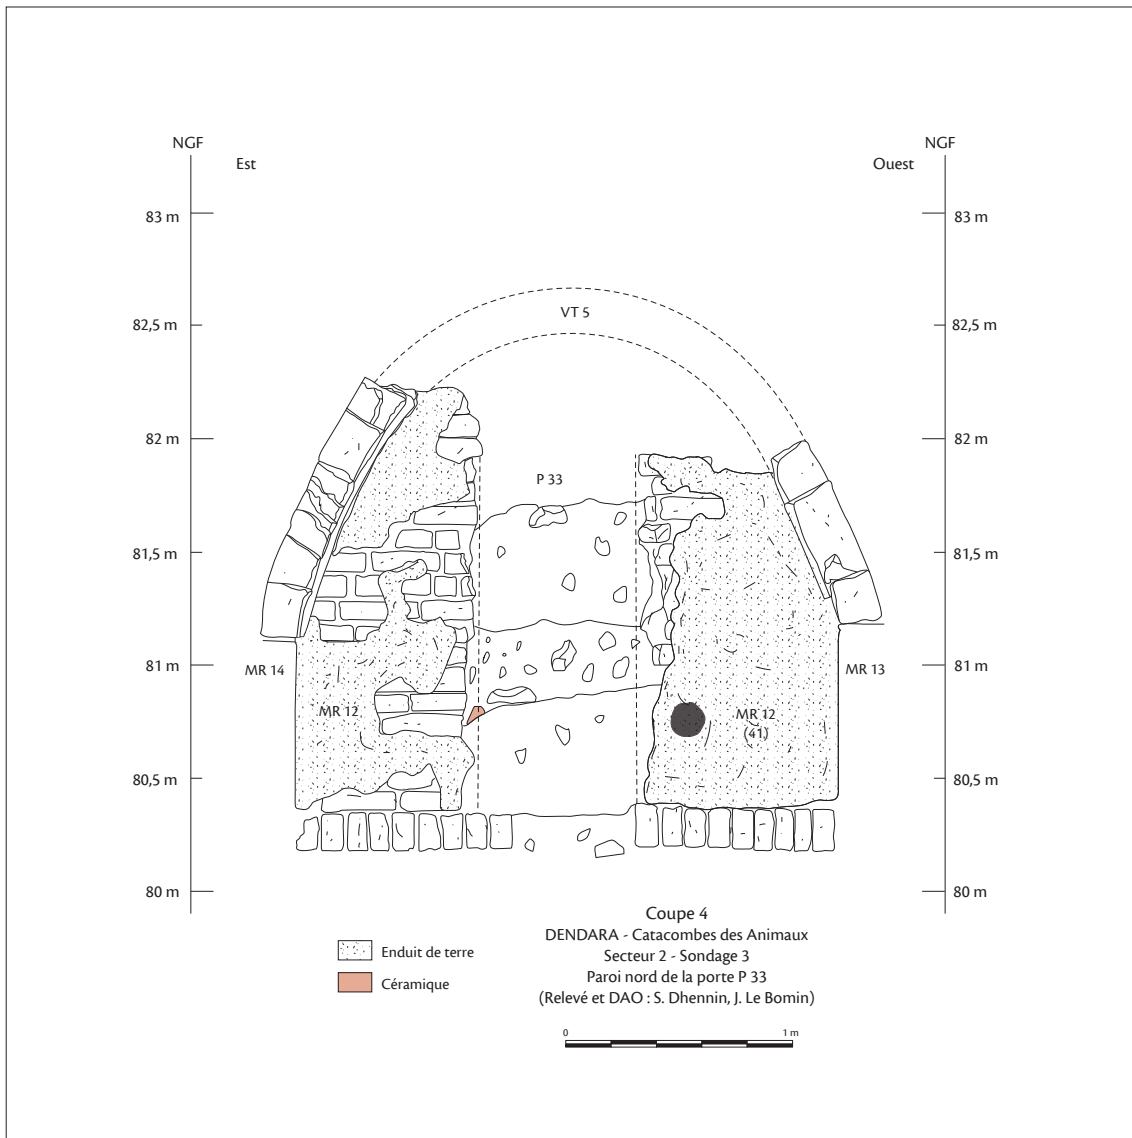 NGF
NGF
Est
Ouest
83 m
83 m
VT 5
82,5 m
82,5 m
82 m
82 m
P 33
81,5 m
81,5 m
81 m
81 m
MR 14
MR 13
MR 12
MR 12
(41)
80,5 m
80,5 m
80 m
80 m
Coupe 4
DENDARA - Catacombes des Animaux
Secteur 2 - Sondage 3
Paroi nord de la porte P 33
(Relevé et DAO : S. Dhennin, J. Le Bomin)
Enduit de terre
Céramique
0
1 m